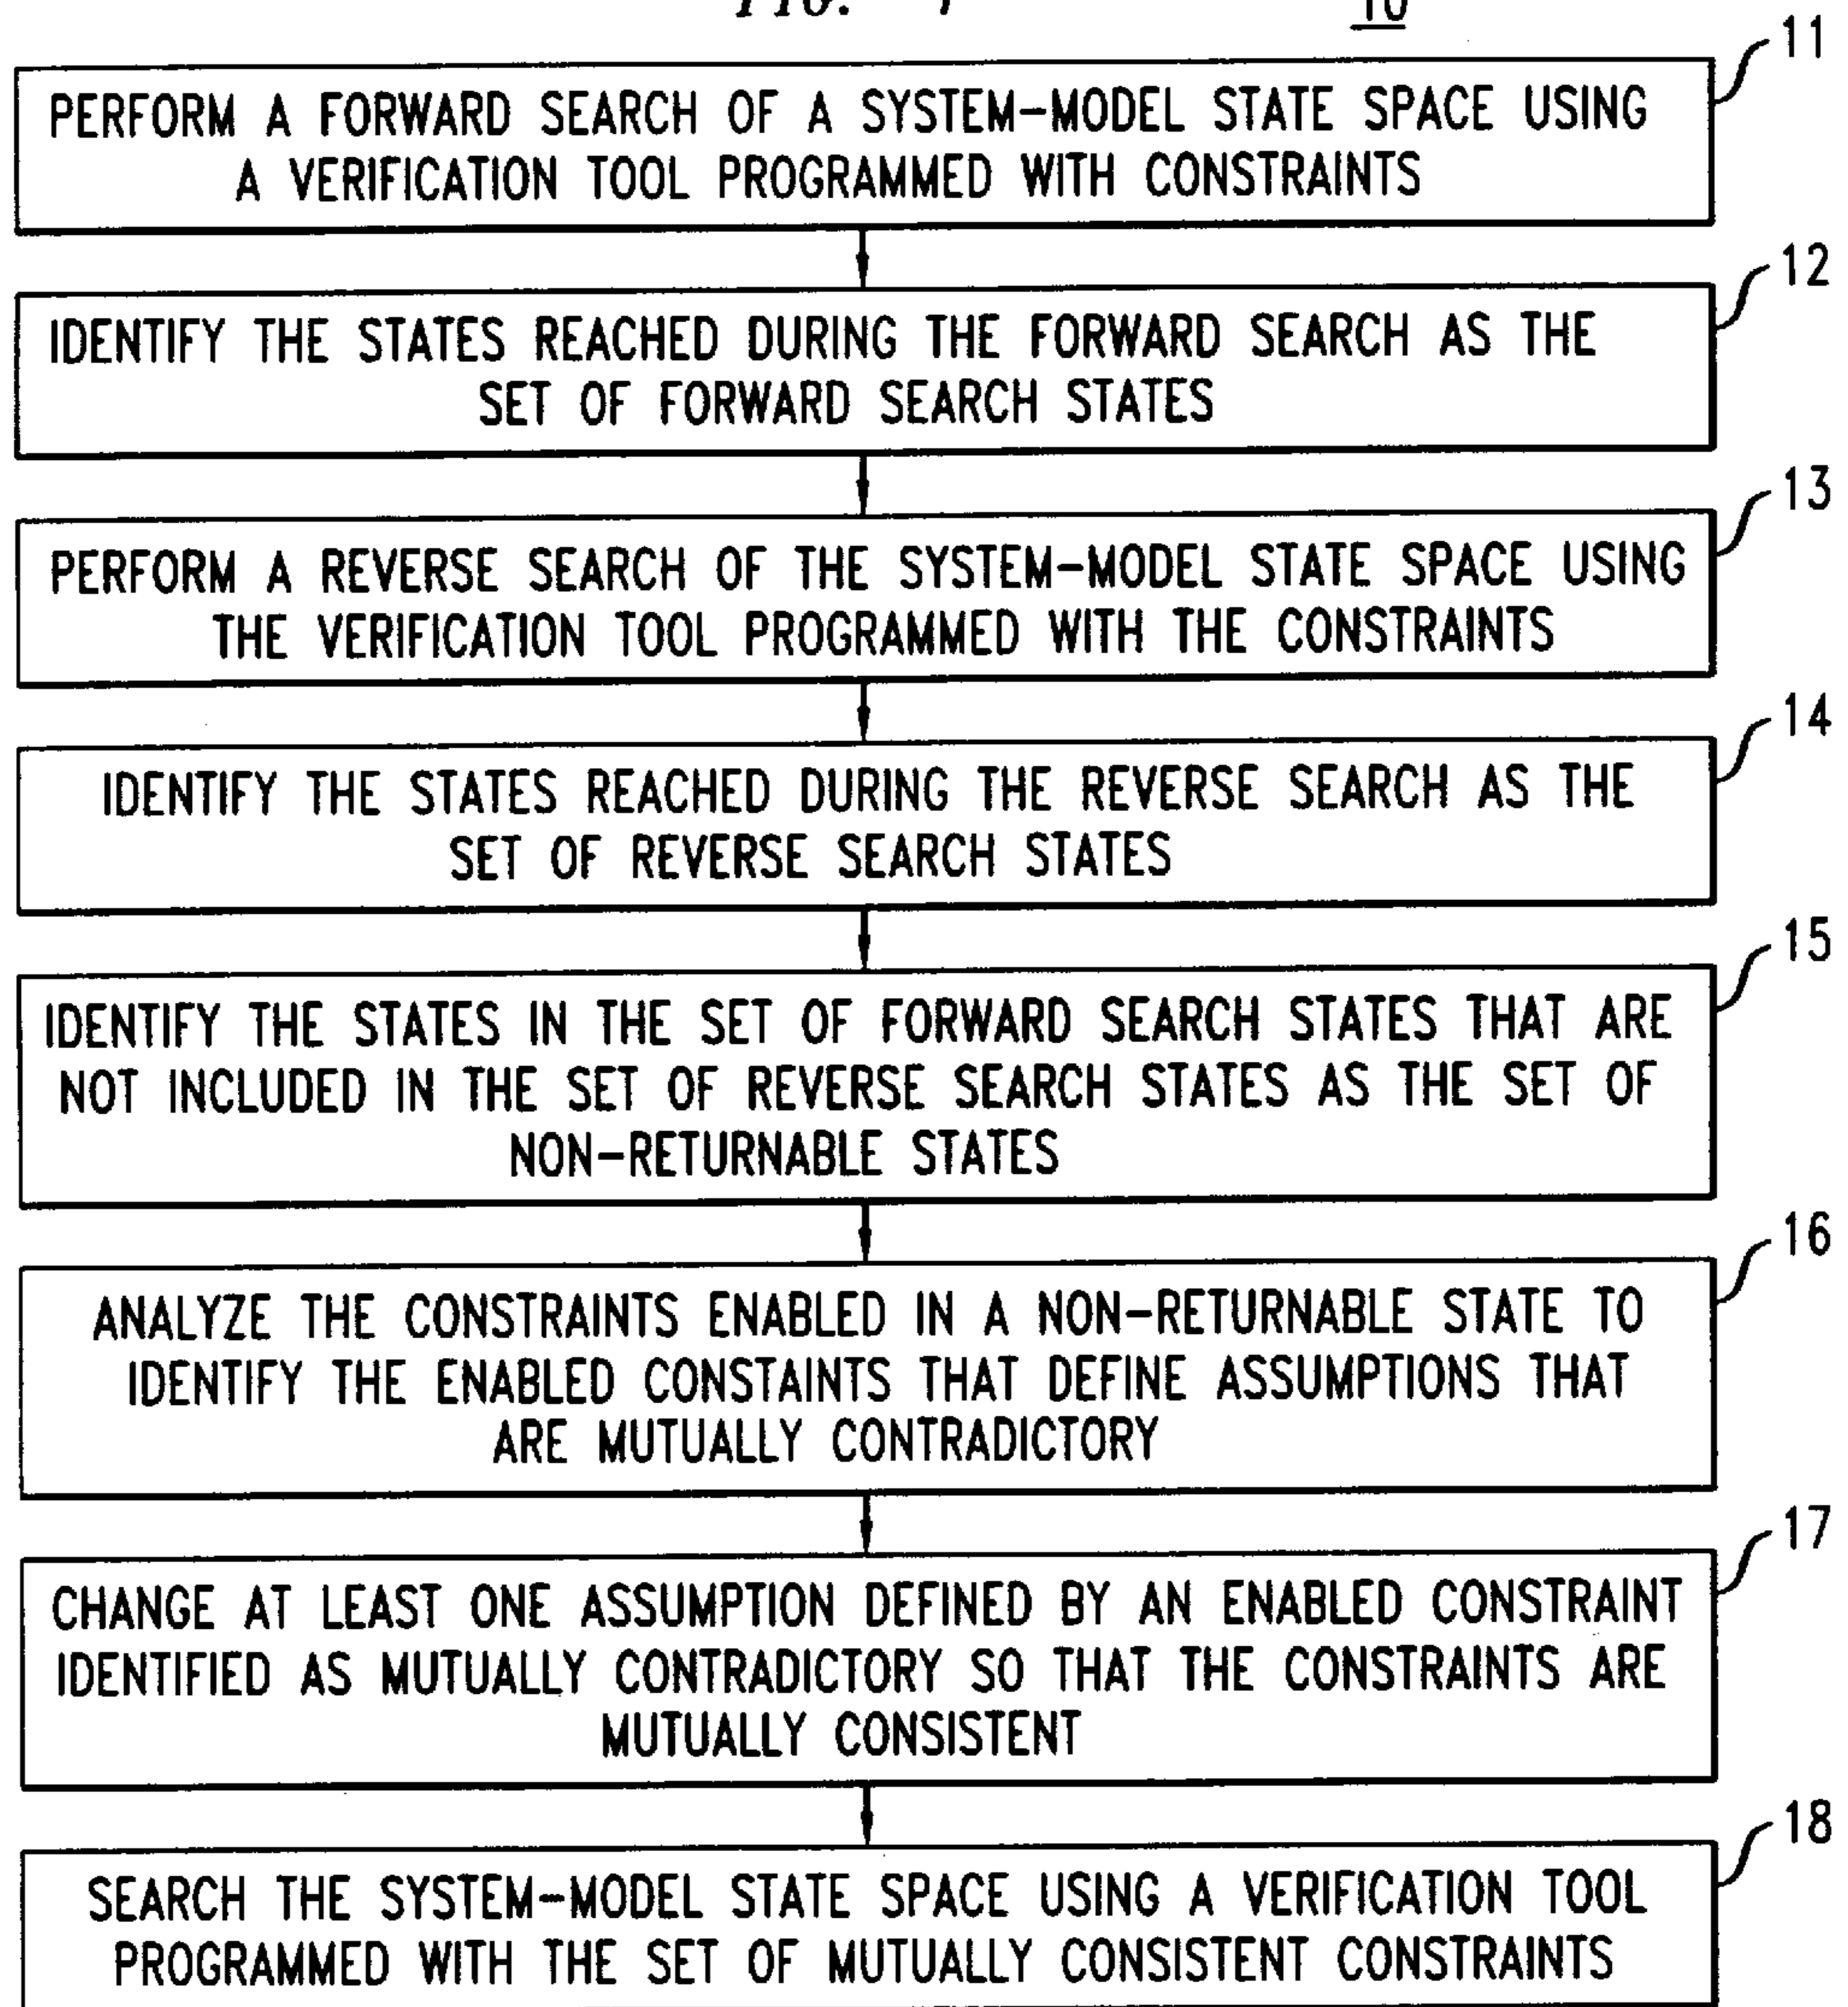 FIG.
10
11
PERFORM A FORWARD SEARCH OF A SYSTEM-MODEL STATE SPACE USING
A VERIFICATION TOOL PROGRAMMED WITH CONSTRAINTS
12
IDENTIFY THE STATES REACHED DURING THE FORWARD SEARCH AS THE
SET OF FORWARD SEARCH STATES
13
PERFORM A REVERSE SEARCH OF THE SYSTEM-MODEL STATE SPACE USING
THE VERIFICATION TOOL PROGRAMMED WITH THE CONSTRAINTS
14
IDENTIFY THE STATES REACHED DURING THE REVERSE SEARCH AS THE
SET OF REVERSE SEARCH STATES
15
IDENTIFY THE STATES IN THE SET OF FORWARD SEARCH STATES THAT ARE
NOT INCLUDED IN THE SET OF REVERSE SEARCH STATES AS THE SET OF
NON-RETURNABLE STATES
16
ANALYZE THE CONSTRAINTS ENABLED IN A NON-RETURNABLE STATE TO
IDENTIFY THE ENABLED CONSTAINTS THAT DEFINE ASSUMPTIONS THAT
ARE MUTUALLY CONTRADICTORY
17
CHANGE AT LEAST ONE ASSUMPTION DEFINED BY AN ENABLED CONSTRAINT
IDENTIFIED AS MUTUALLY CONTRADICTORY SO THAT THE CONSTRAINTS ARE
MUTUALLY CONSISTENT
18
SEARCH THE SYSTEM-MODEL STATE SPACE USING A VERIFICATION TOOL
PROGRAMMED WITH THE SET OF MUTUALLY CONSISTENT CONSTRAINTS